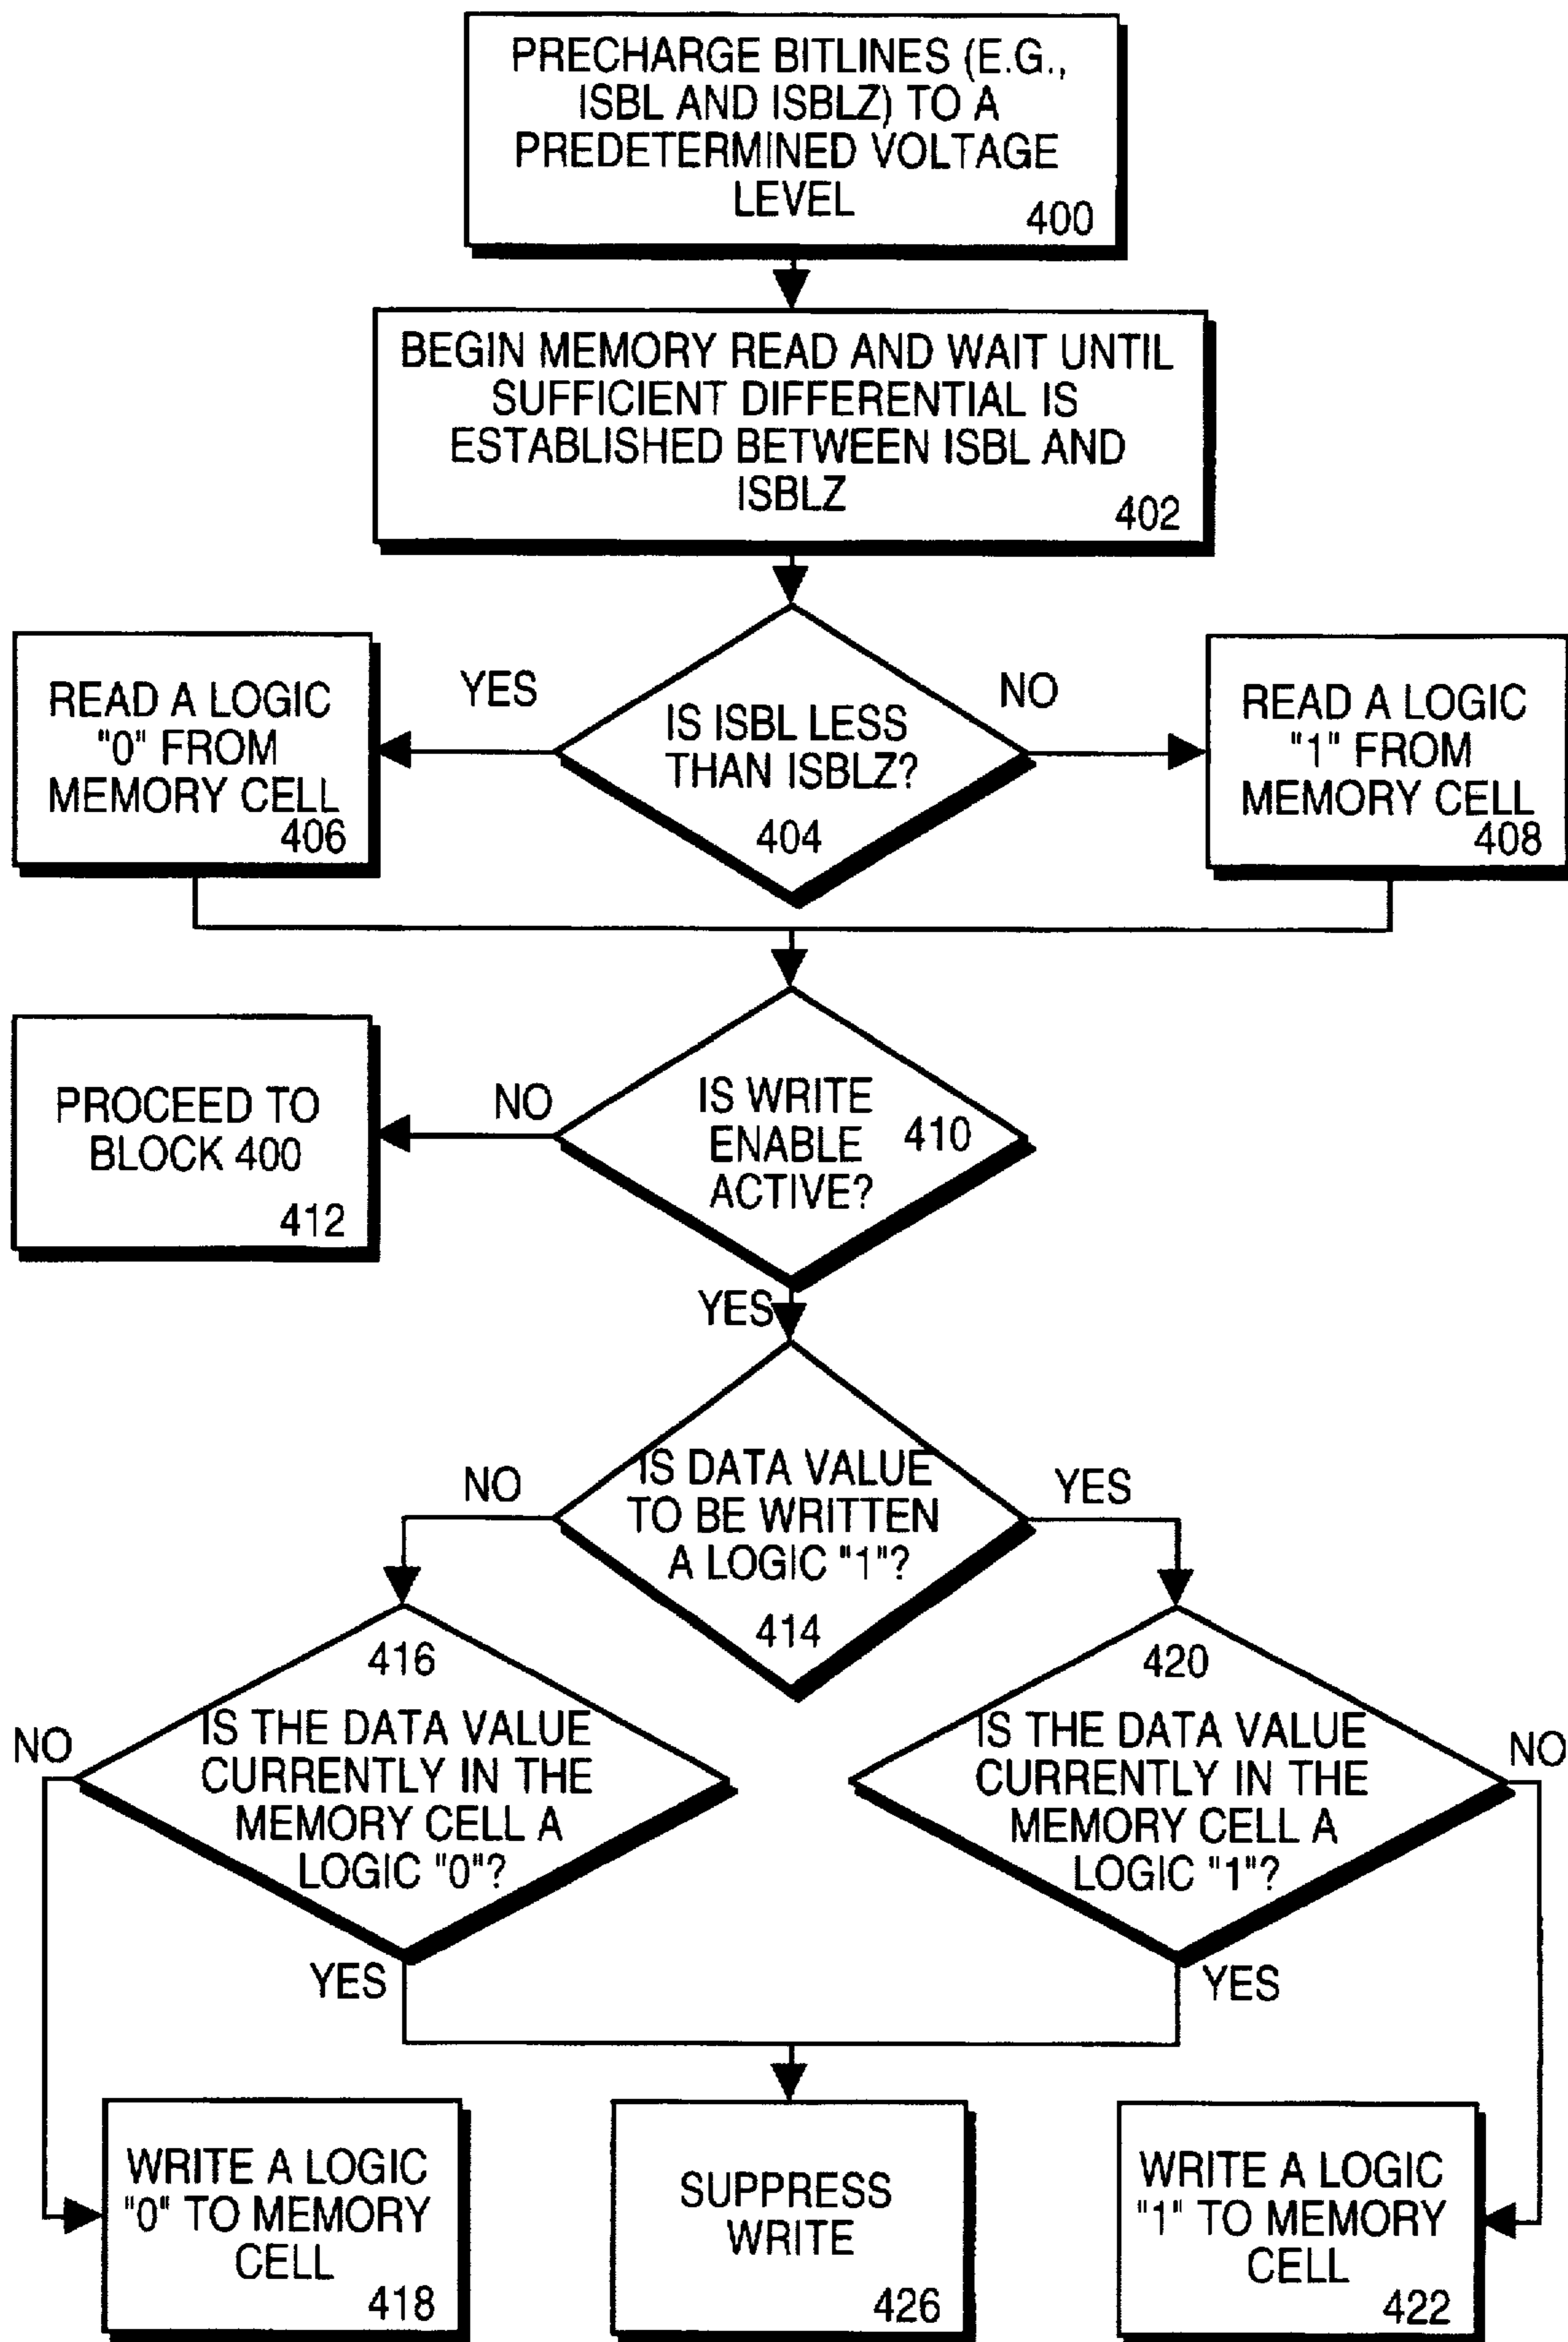 PRECHARGE BITLINES (E.G.,
ISBL AND ISBLZ) TO A
PREDETERMINED VOLTAGE
LEVEL
400
BEGIN MEMORY READ AND WAIT UNTIL
SUFFICIENT DIFFERENTIAL IS
ESTABLISHED BETWEEN ISBL AND
ISBLZ
402
READ A LOGIC
"0" FROM
MEMORY CELL
406
YES
IS ISBL LESS
THAN ISBLZ?
404
NO
READ A LOGIC
"1" FROM
MEMORY CELL
408
PROCEED TO
BLOCK 400
412
NO
IS WRITE
ENABLE
ACTIVE?
410
YES
NO
IS DATA VALUE
TO BE WRITTEN
A LOGIC "1"?
414
YES
NO
416
IS THE DATA VALUE
CURRENTLY IN THE
MEMORY CELL A
LOGIC "0"?
YES
420
IS THE DATA VALUE
CURRENTLY IN THE
MEMORY CELL A
LOGIC "1"?
NO
YES
WRITE A LOGIC
"0" TO MEMORY
CELL
418
SUPPRESS
WRITE
426
WRITE A LOGIC
"1" TO MEMORY
CELL
422